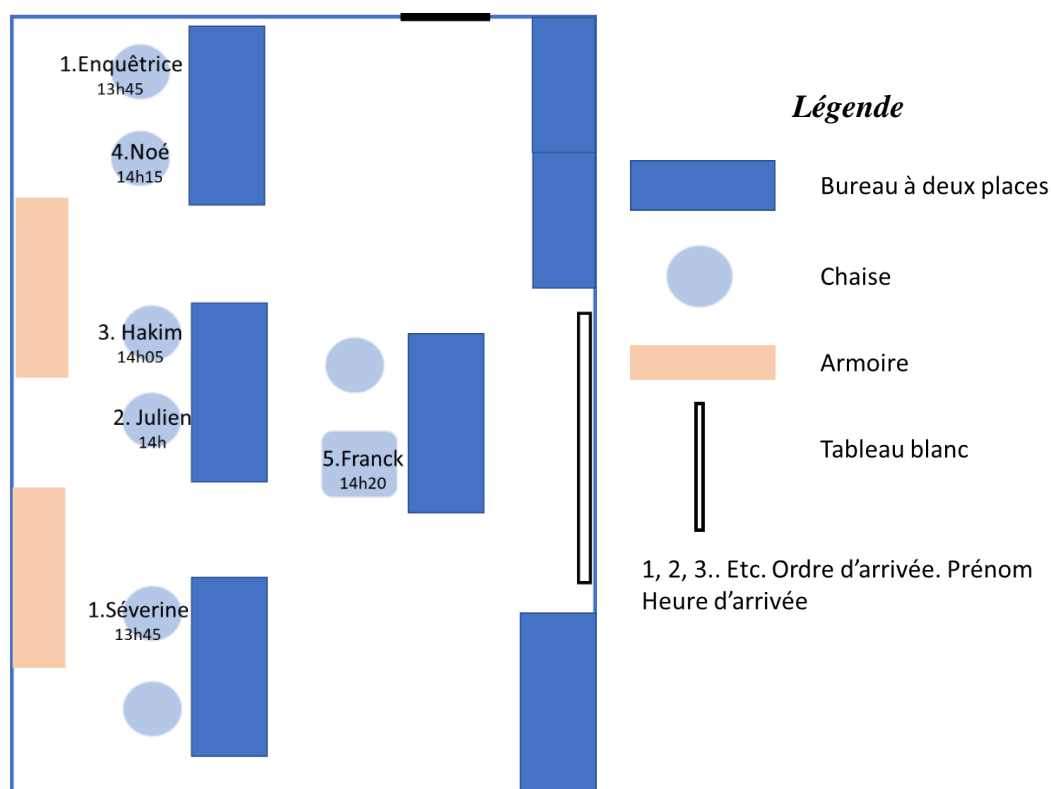 1.Enquêtrice
13h45
4.Noé
14h15
3. Hakim
14h05
2. Julien
14h
5.Franck
14h20
1.Séverine
13h45
Légende
Bureau à deux places
Chaise
Armoire
Tableau blanc
1, 2, 3.. Etc. Ordre d’arrivée. Prénom
Heure d’arrivée